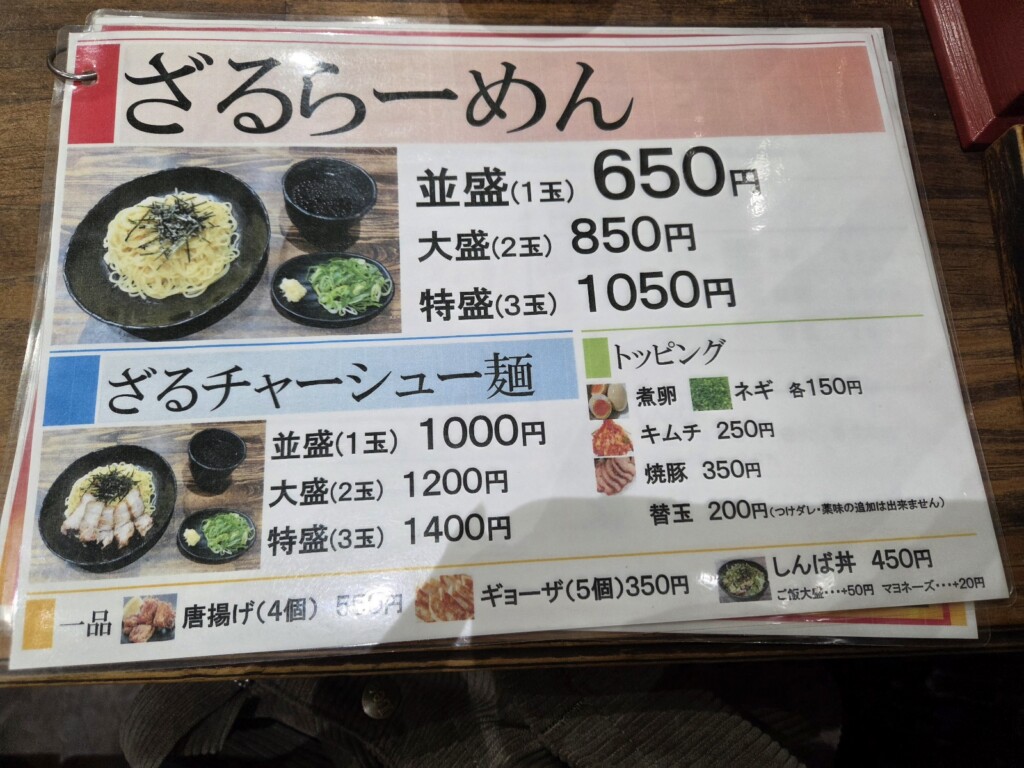 ざるらーめん
並盛(1玉) 650円
大盛(2玉) 850円
特盛(3玉) 1050円
ざるチャーシュー麺
並盛(1玉) 1000円
大盛(2玉) 1200円
特盛(3玉) 1400円
トッピング
煮卵 ネギ 各150円
キムチ 250円
焼豚 350円
替玉 200円(つけダレ・薬味の追加は出来ません)
一品 唐揚げ(4個) 550円 ギョーザ(5個)350円
しんば丼 450円
ご飯大盛・・・+50円 マヨネーズ・・・+20円